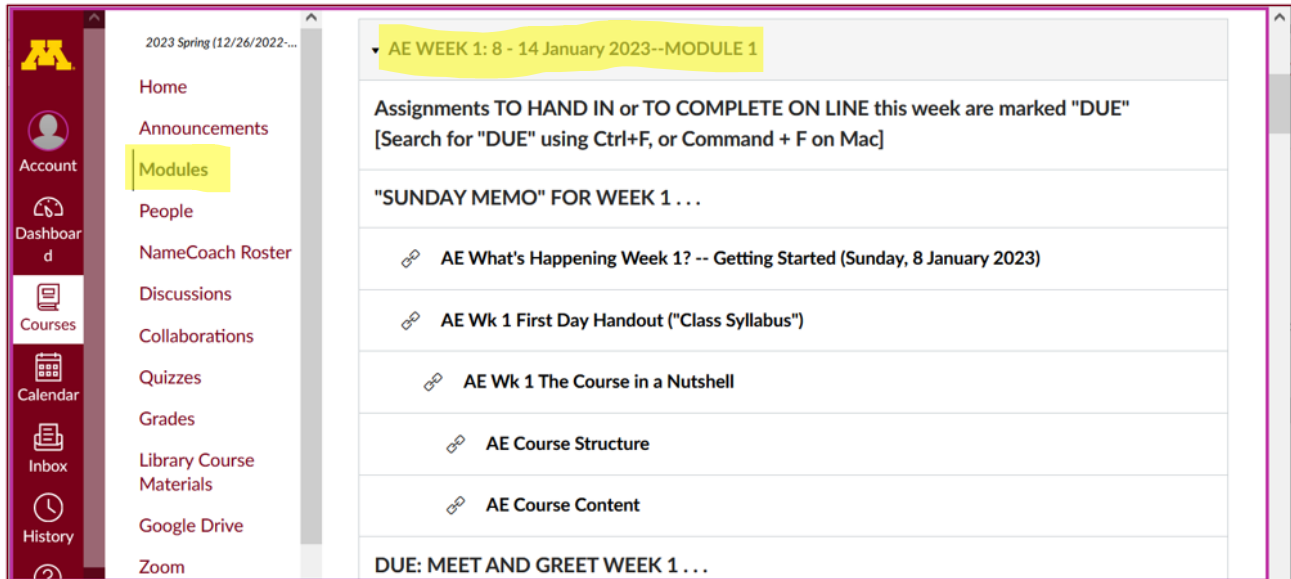 M
Account
Dashboar
d
Courses
Calendar
Inbox
History
2023 Spring (12/26/2022-...
Home
Announcements
Modules
People
NameCoach Roster
Discussions
Collaborations
Quizzes
Grades
Library Course
Materials
Google Drive
Zoom
AE WEEK 1: 8 - 14 January 2023--MODULE 1
Assignments TO HAND IN or TO COMPLETE ON LINE this week are marked "DUE"
[Search for "DUE" using Ctrl+F, or Command + F on Mac]
"SUNDAY MEMO" FOR WEEK 1 . . .
AE What's Happening Week 1? -- Getting Started (Sunday, 8 January 2023)
AE Wk 1 First Day Handout ("Class Syllabus")
AE Wk 1 The Course in a Nutshell
AE Course Structure
AE Course Content
DUE: MEET AND GREET WEEK 1 . . .